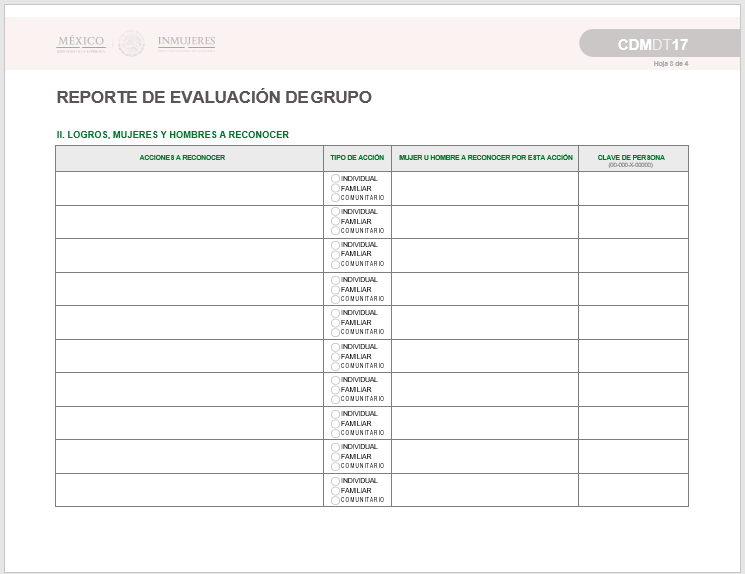 MÉXICO
INMUJERES
CDMDT17
Hoja 3 de 4
REPORTE DE EVALUACIÓN DE GRUPO
II. LOGROS, MUJERES Y HOMBRES A RECONOCER
ACCIONES A RECONOCER
TIPO DE ACCIÓN
MUJER U HOMBRE A RECONOCER POR ESTA ACCIÓN
CLAVE DE PERSONA
(00-000-X-00000)
INDIVIDUAL
FAMILIAR
COMUNITARIO
INDIVIDUAL
FAMILIAR
COMUNITARIO
INDIVIDUAL
FAMILIAR
COMUNITARIO
INDIVIDUAL
FAMILIAR
COMUNITARIO
INDIVIDUAL
FAMILIAR
COMUNITARIO
INDIVIDUAL
FAMILIAR
COMUNITARIO
INDIVIDUAL
FAMILIAR
COMUNITARIO
INDIVIDUAL
FAMILIAR
COMUNITARIO
INDIVIDUAL
FAMILIAR
COMUNITARIO
INDIVIDUAL
FAMILIAR
COMUNITARIO